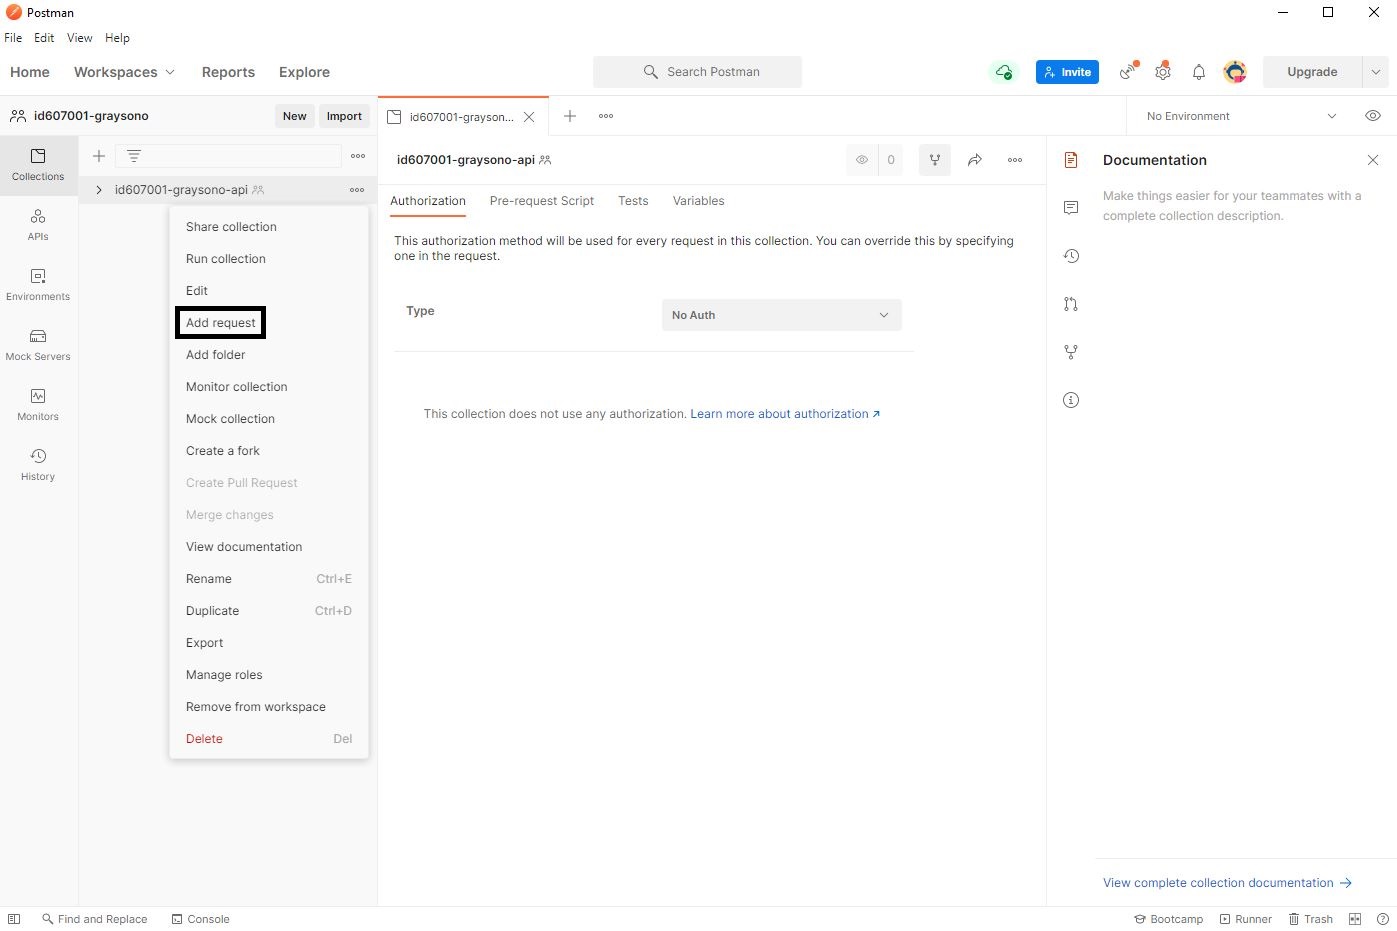 Postman
File Edit View Help
Home Workspaces Reports Explore
Search Postman
Invite
Upgrade
id607001-graysono
New Import
id607001-grayson...
No Environment
Collections
APIs
Environments
Mock Servers
Monitors
History
id607001-graysono-api
Share collection
Run collection
Edit
Add request
Add folder
Monitor collection
Mock collection
Create a fork
Create Pull Request
Merge changes
View documentation
Rename Ctrl+E
Duplicate Ctrl+D
Export
Manage roles
Remove from workspace
Delete Del
id607001-graysono-api
0
Authorization Pre-request Script Tests Variables
This authorization method will be used for every request in this collection. You can override this by specifying
one in the request.
Type No Auth
This collection does not use any authorization. Learn more about authorization ↗
Documentation
Make things easier for your teammates with a
complete collection description.
View complete collection documentation →
Find and Replace Console
Bootcamp Runner Trash